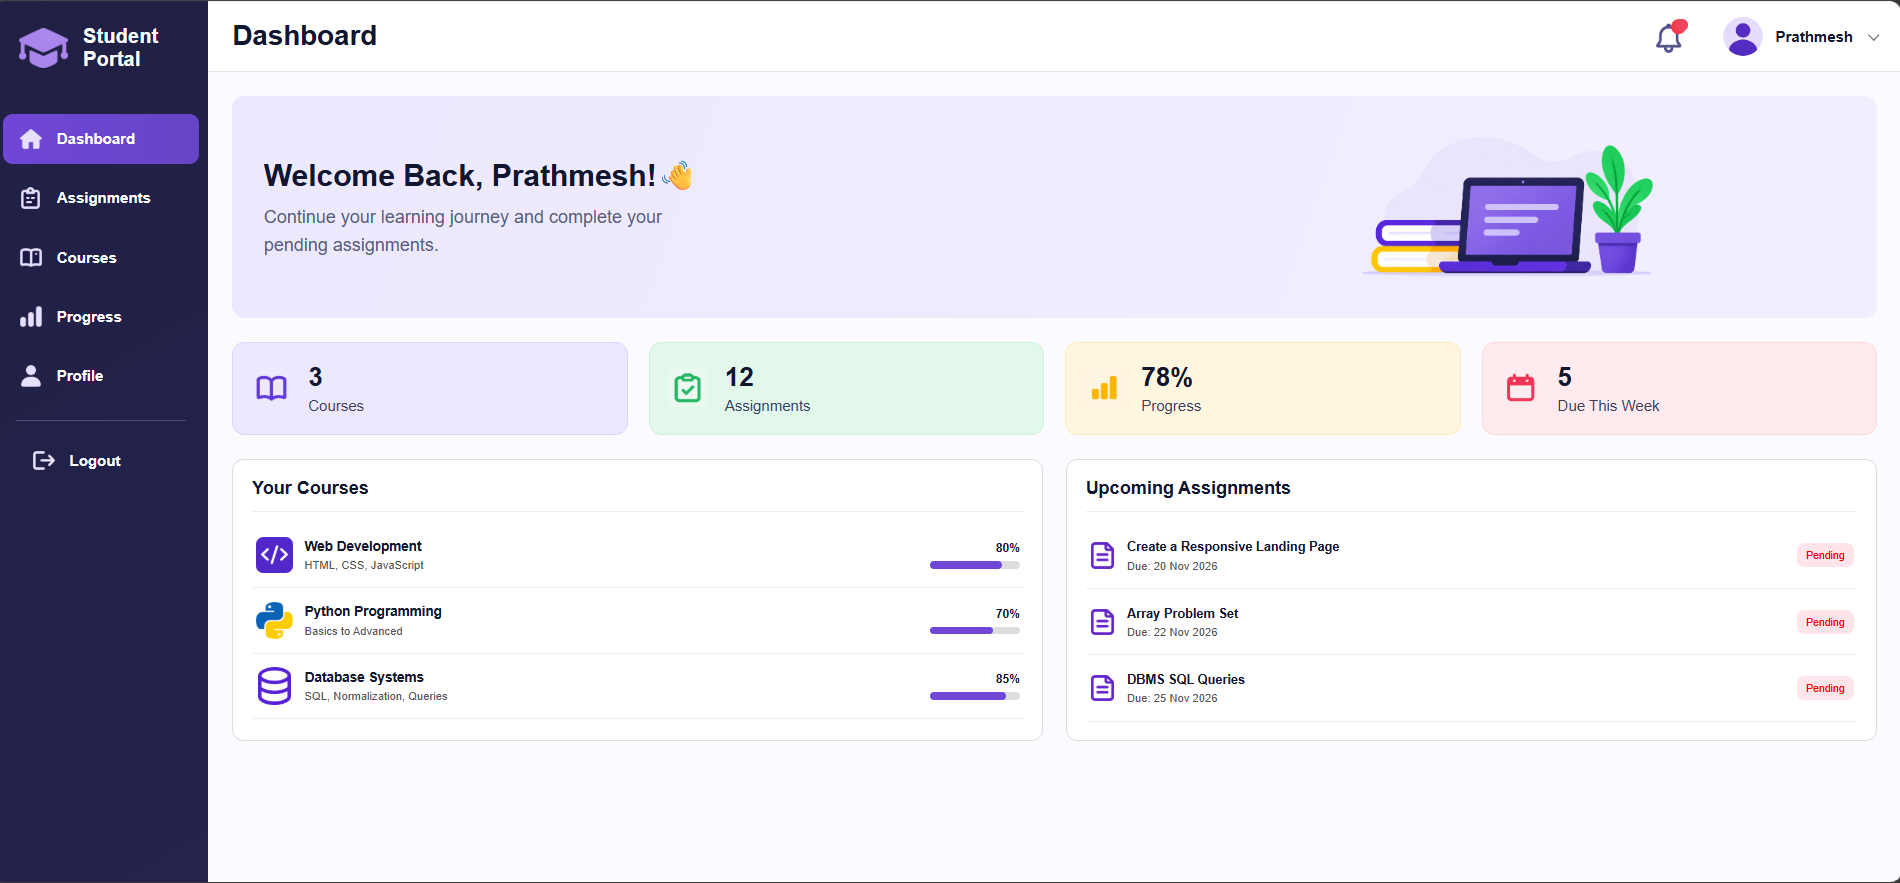 Student
Portal
Dashboard
Assignments
Courses
Progress
Profile
Logout
Dashboard
Prathmesh
Welcome Back, Prathmesh! 👋
Continue your learning journey and complete your
pending assignments.
3
Courses
12
Assignments
78%
Progress
5
Due This Week
Your Courses
Web Development
HTML, CSS, JavaScript
80%
Python Programming
Basics to Advanced
70%
Database Systems
SQL, Normalization, Queries
85%
Upcoming Assignments
Create a Responsive Landing Page
Due: 20 Nov 2026
Pending
Array Problem Set
Due: 22 Nov 2026
Pending
DBMS SQL Queries
Due: 25 Nov 2026
Pending